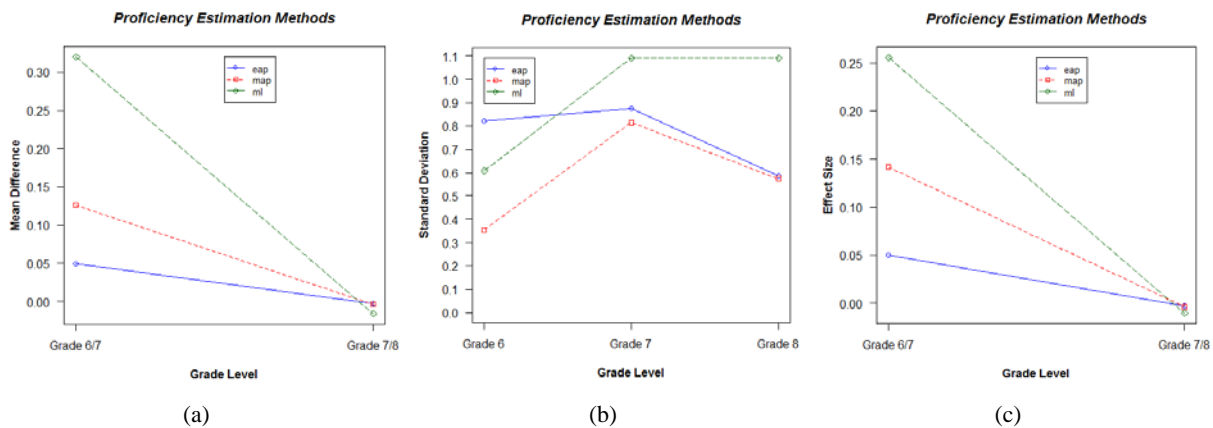 Proficiency Estimation Methods
Mean Difference
0.30
0.25
0.20
0.15
0.10
0.05
0.00
eap
map
ml
Grade 6/7
Grade 7/8
Grade Level
(a)
Proficiency Estimation Methods
Standard Deviation
1.1
1.0
0.9
0.8
0.7
0.6
0.5
0.4
0.3
0.2
0.1
0.0
eap
map
ml
Grade 6
Grade 7
Grade 8
Grade Level
(b)
Proficiency Estimation Methods
Effect Size
0.25
0.20
0.15
0.10
0.05
0.00
eap
map
ml
Grade 6/7
Grade 7/8
Grade Level
(c)